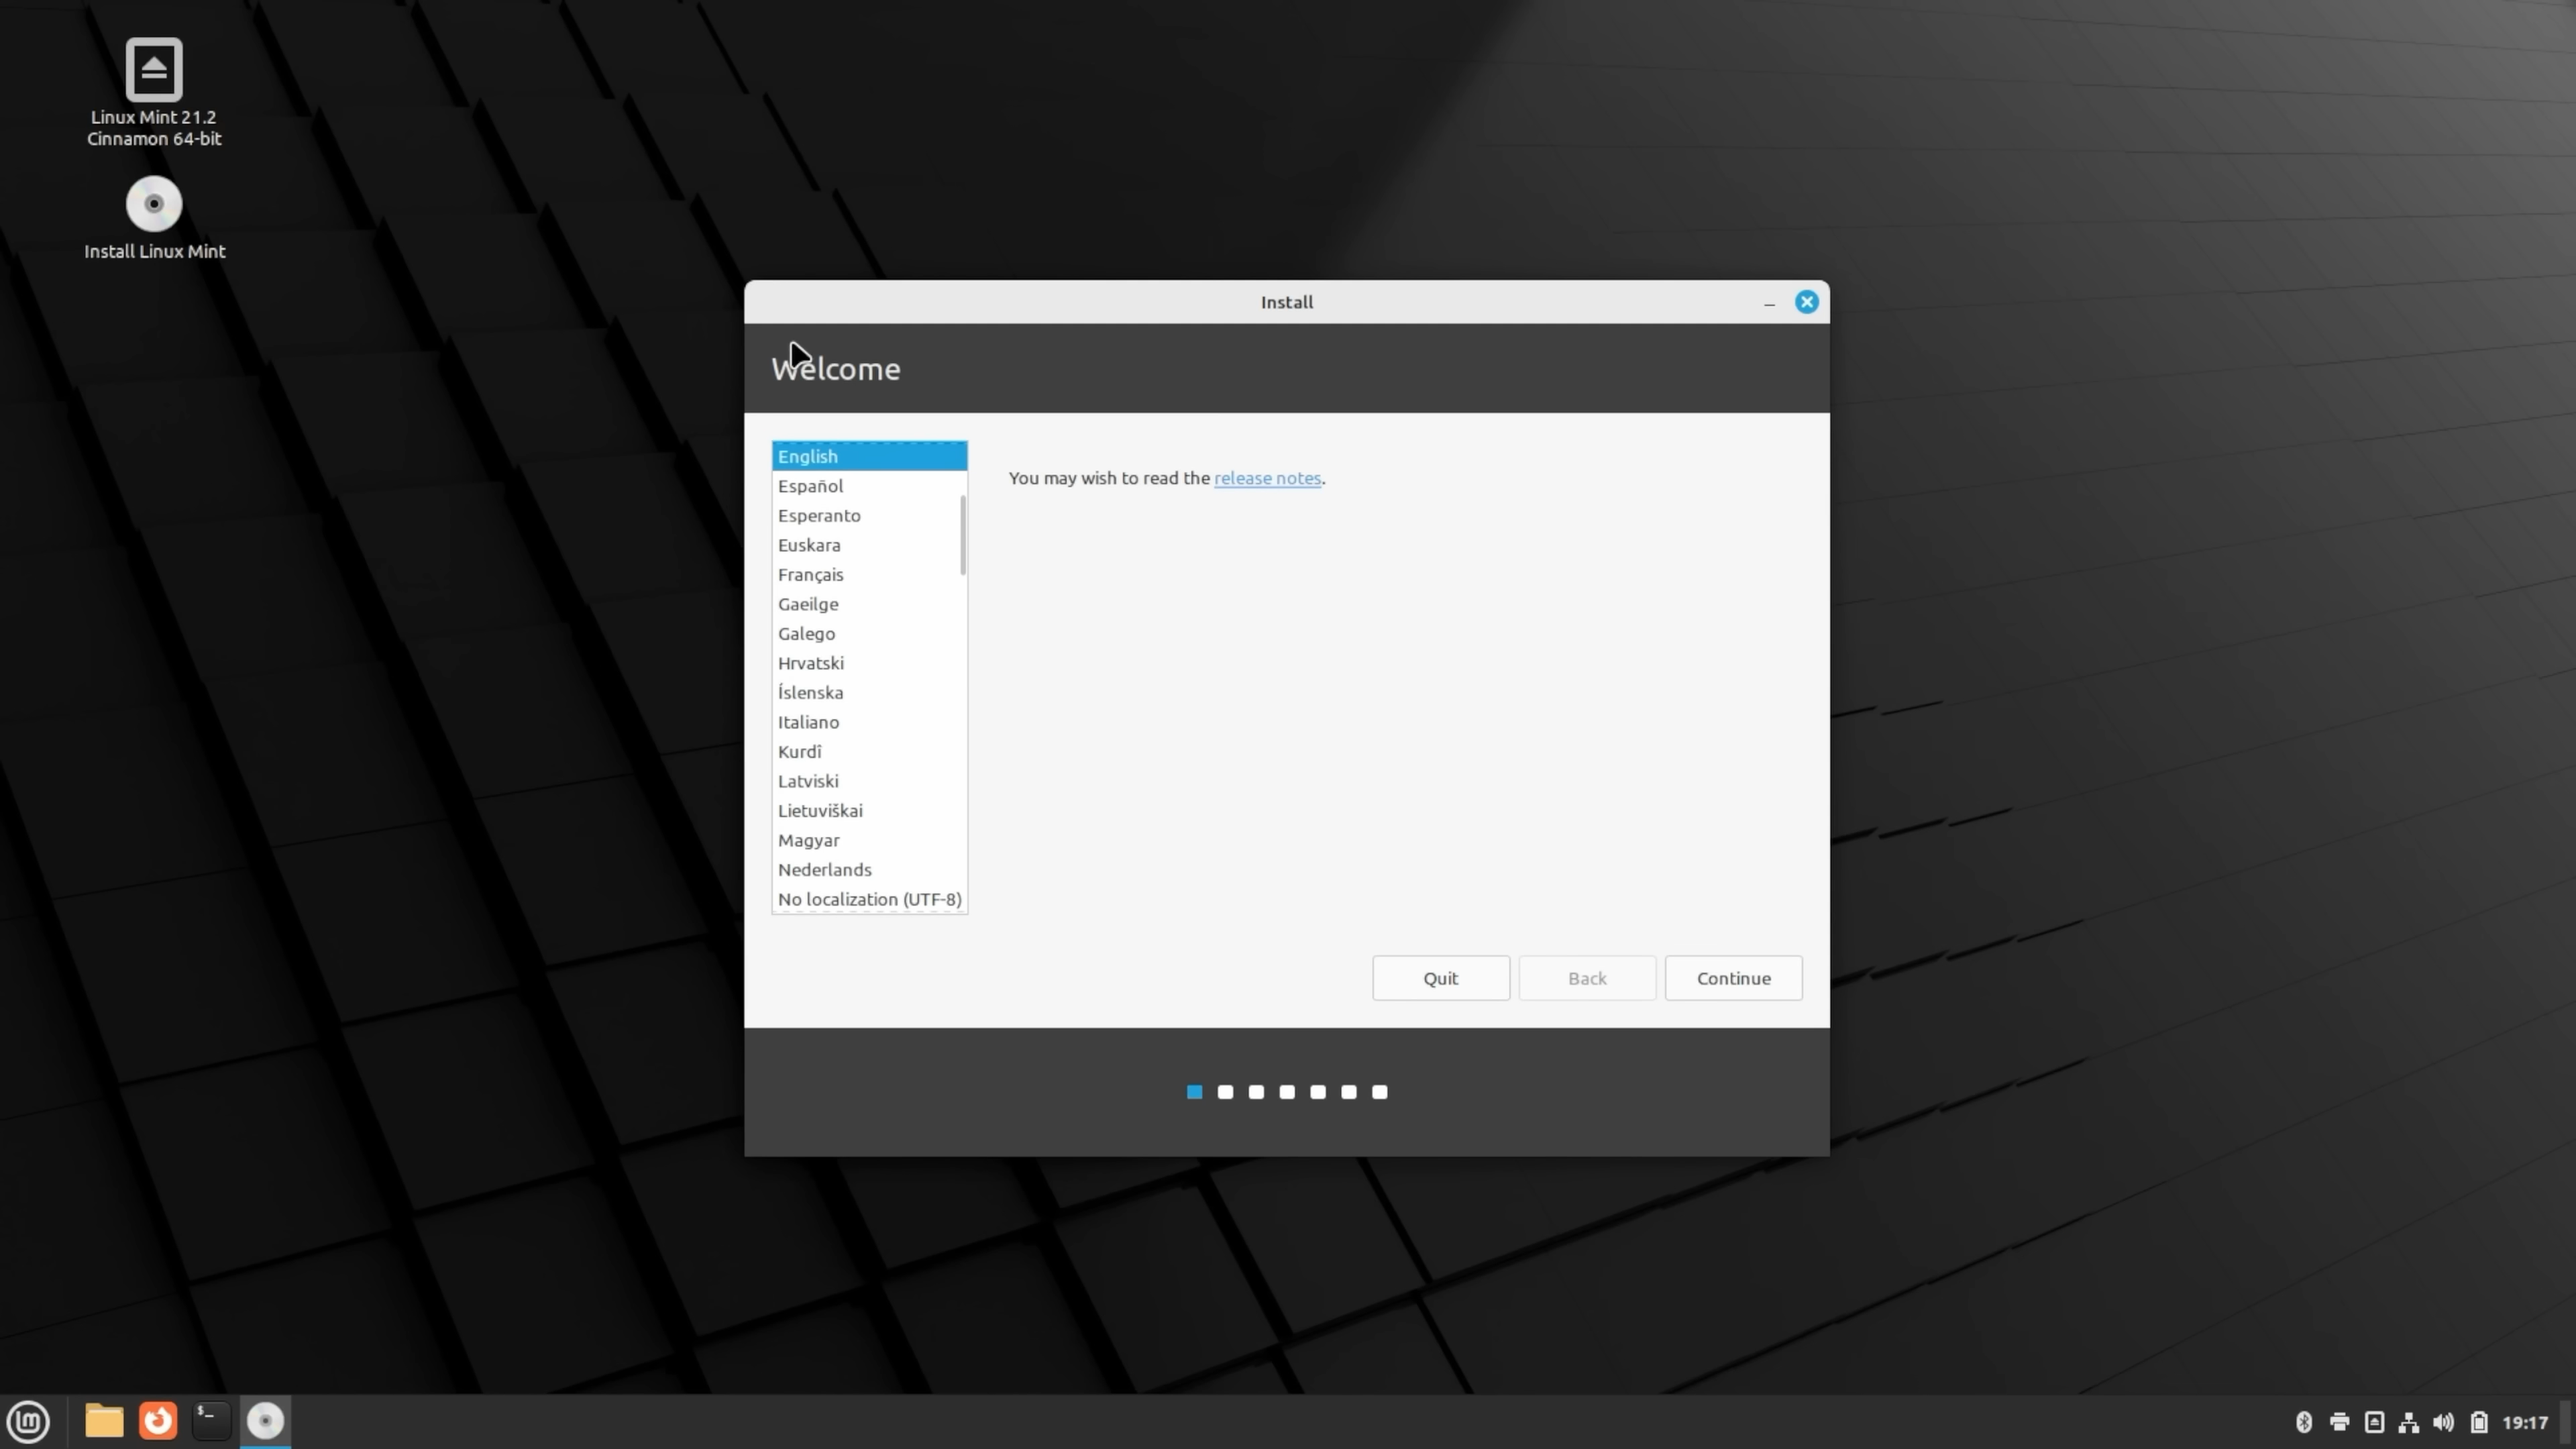 Linux Mint 21.2
Cinnamon 64-bit
Install Linux Mint
Install
Welcome
English
Español
Esperanto
Euskara
Français
Gaeilge
Galego
Hrvatski
Íslenska
Italiano
Kurdî
Latviski
Lietuviškai
Magyar
Nederlands
No localization (UTF-8)
You may wish to read the release notes.
Quit
Back
Continue
$_
19:17